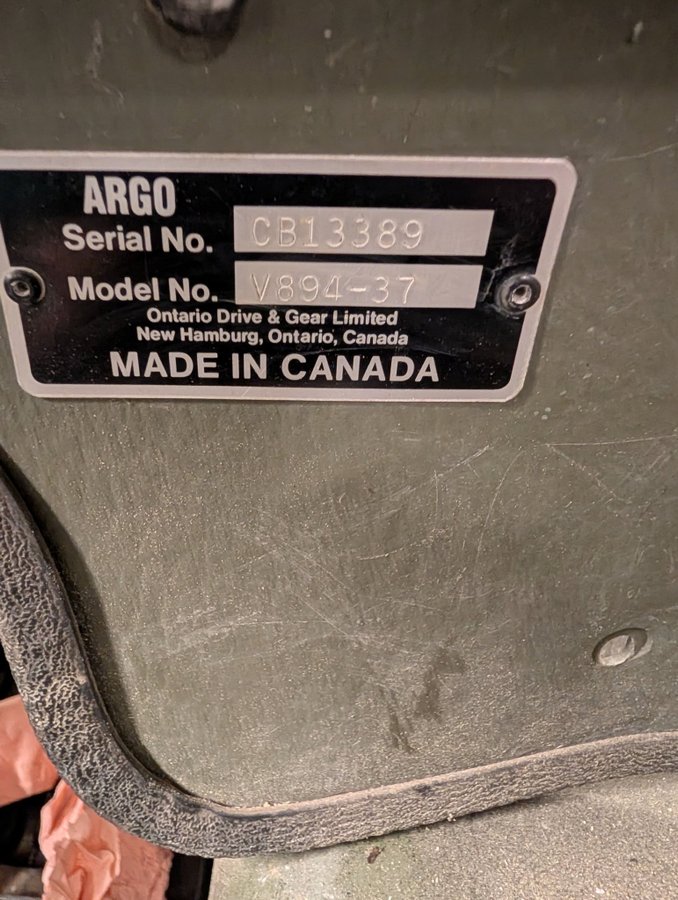 ARGO
Serial No. CB13389
Model No. V894-37
Ontario Drive & Gear Limited
New Hamburg, Ontario, Canada
MADE IN CANADA